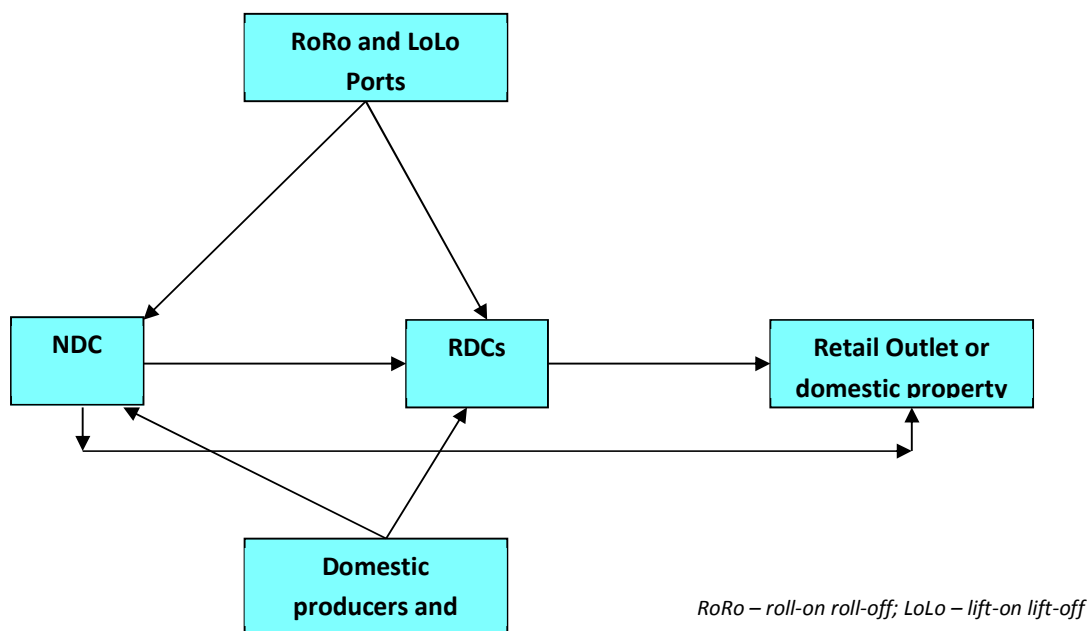 RoRo and LoLo
Ports
NDC
RDCs
Retail Outlet or
domestic property
Domestic
producers and
RoRo – roll-on roll-off; LoLo – lift-on lift-off